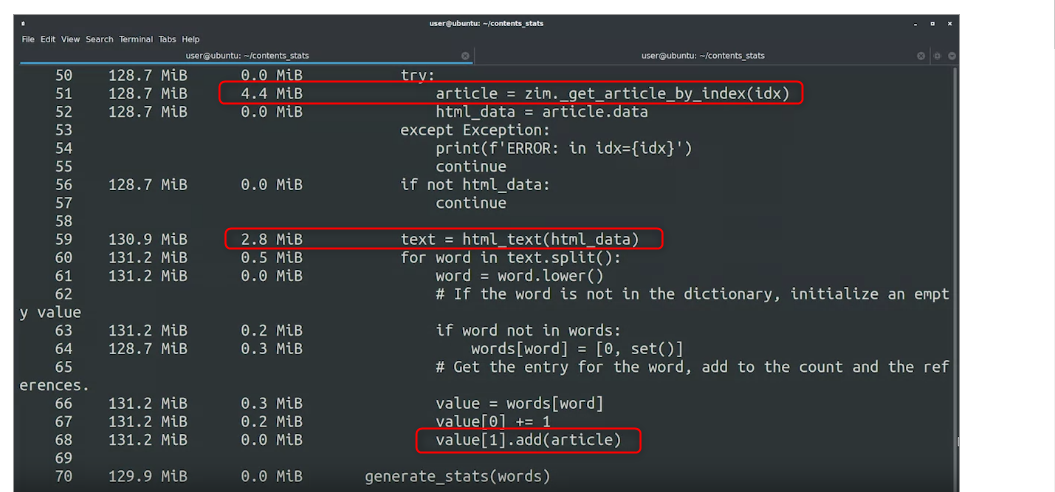 user@ubuntu: ~/contents_stats
File Edit View Search Terminal Tabs Help
user@ubuntu: ~/contents_stats user@ubuntu: ~/contents_stats
50 128.7 MiB 0.0 MiB try:
51 128.7 MiB 4.4 MiB article = zim._get_article_by_index(idx)
52 128.7 MiB 0.0 MiB html_data = article.data
53 except Exception:
54 print(f'ERROR: in idx={idx}')
55 continue
56 128.7 MiB 0.0 MiB if not html_data:
57 continue
58
59 130.9 MiB 2.8 MiB text = html_text(html_data)
60 131.2 MiB 0.5 MiB for word in text.split():
61 131.2 MiB 0.0 MiB word = word.lower()
62 # If the word is not in the dictionary, initialize an empt
y value
63 131.2 MiB 0.2 MiB if word not in words:
64 128.7 MiB 0.3 MiB words[word] = [0, set()]
65 # Get the entry for the word, add to the count and the ref
erences.
66 131.2 MiB 0.3 MiB value = words[word]
67 131.2 MiB 0.2 MiB value[0] += 1
68 131.2 MiB 0.0 MiB value[1].add(article)
69
70 129.9 MiB 0.0 MiB generate_stats(words)